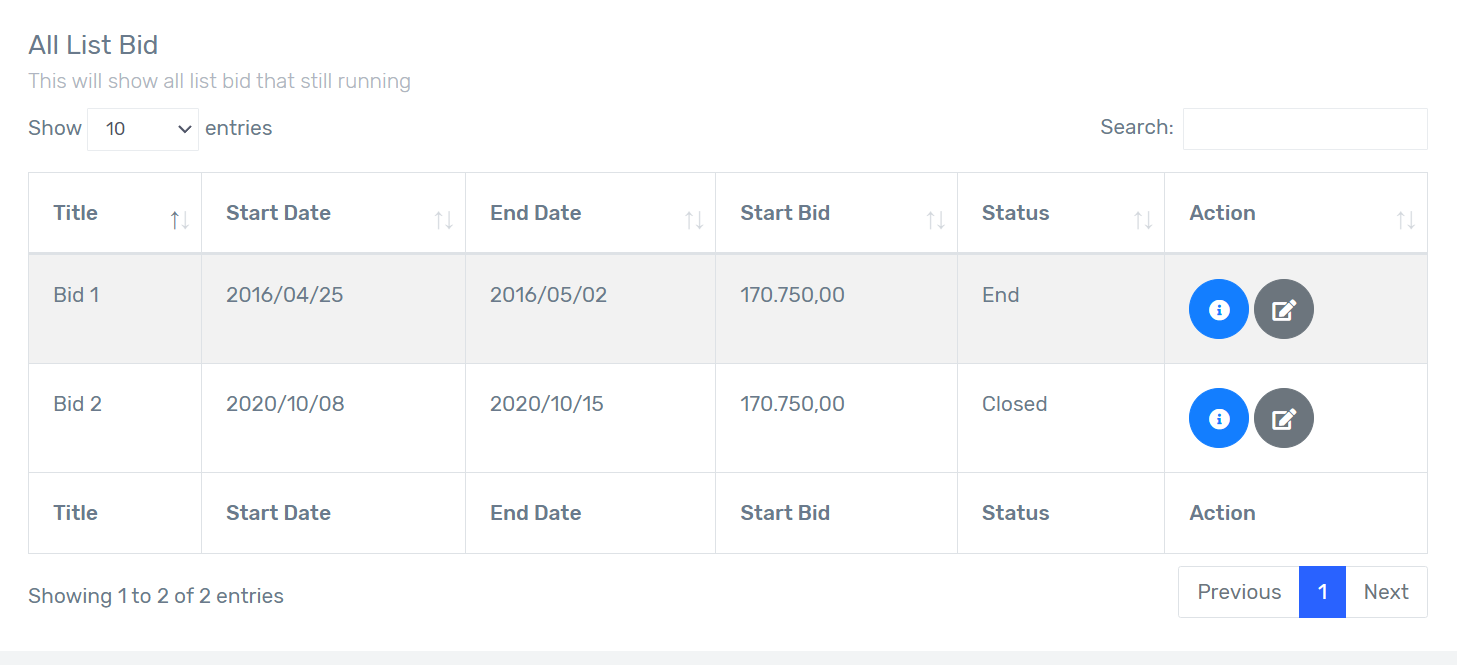 All List Bid
This will show all list bid that still running
Show 10 entries Search:
Title Start Date End Date Start Bid Status Action
Bid 1 2016/04/25 2016/05/02 170.750,00 End
Bid 2 2020/10/08 2020/10/15 170.750,00 Closed
Title Start Date End Date Start Bid Status Action
Showing 1 to 2 of 2 entries Previous 1 Next